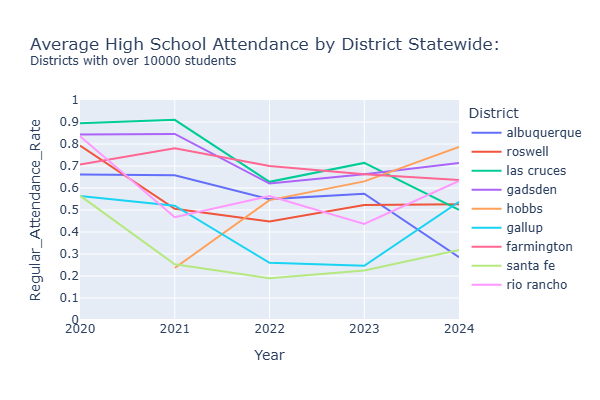 Average High School Attendance by District Statewide:
Districts with over 10000 students
Regular_Attendance_Rate
1
0.9
0.8
0.7
0.6
0.5
0.4
0.3
0.2
0.1
0
2020 2021 2022 2023 2024
Year
District
albuquerque
roswell
las cruces
gadsden
hobbs
gallup
farmington
santa fe
rio rancho